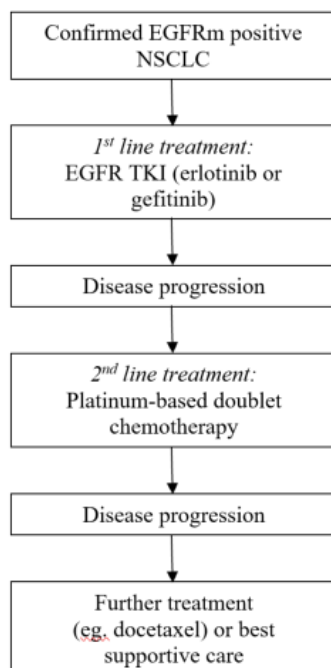 Confirmed EGFRm positive
NSCLC
1st line treatment:
EGFR TKI (erlotinib or
gefitinib)
Disease progression
2nd line treatment:
Platinum-based doublet
chemotherapy
Disease progression
Further treatment
(eg. docetaxel) or best
supportive care